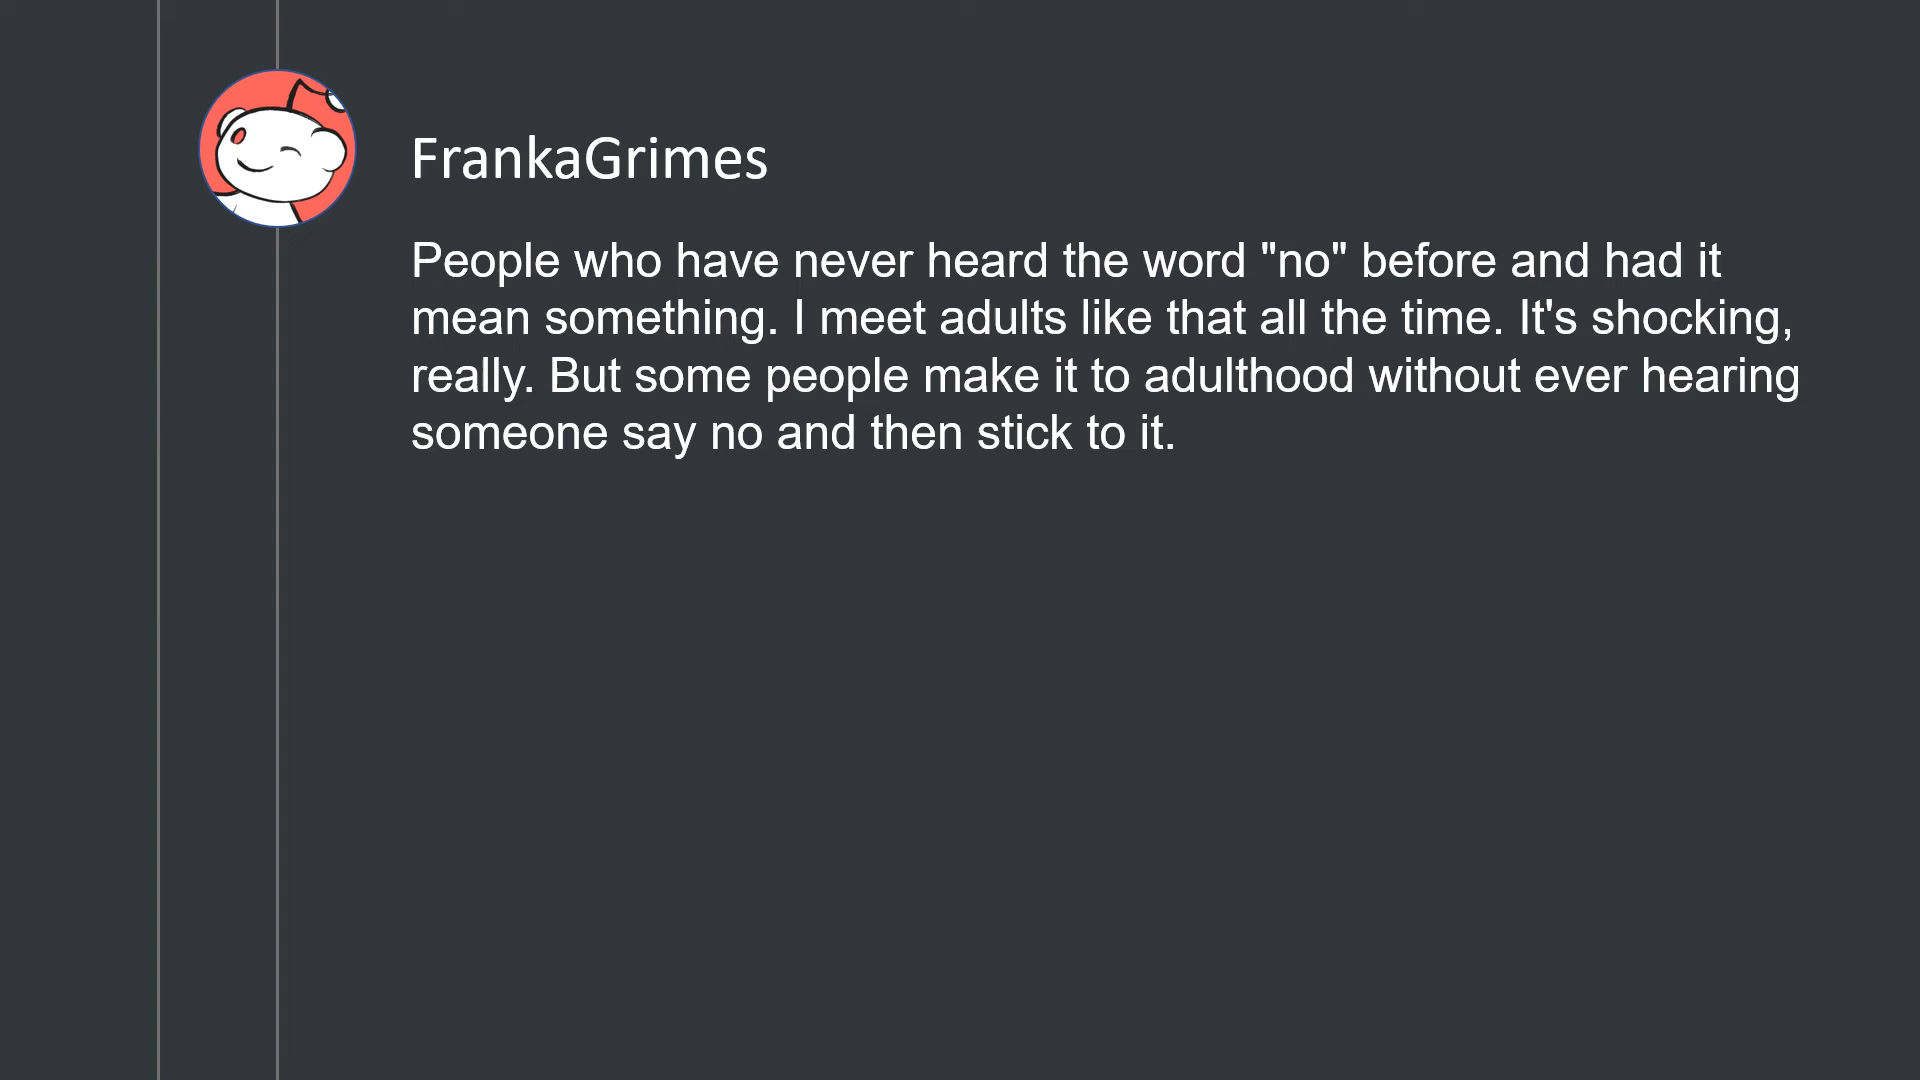 FrankaGrimes
People who have never heard the word "no" before and had it
mean something. I meet adults like that all the time. It's shocking,
really. But some people make it to adulthood without ever hearing
someone say no and then stick to it.